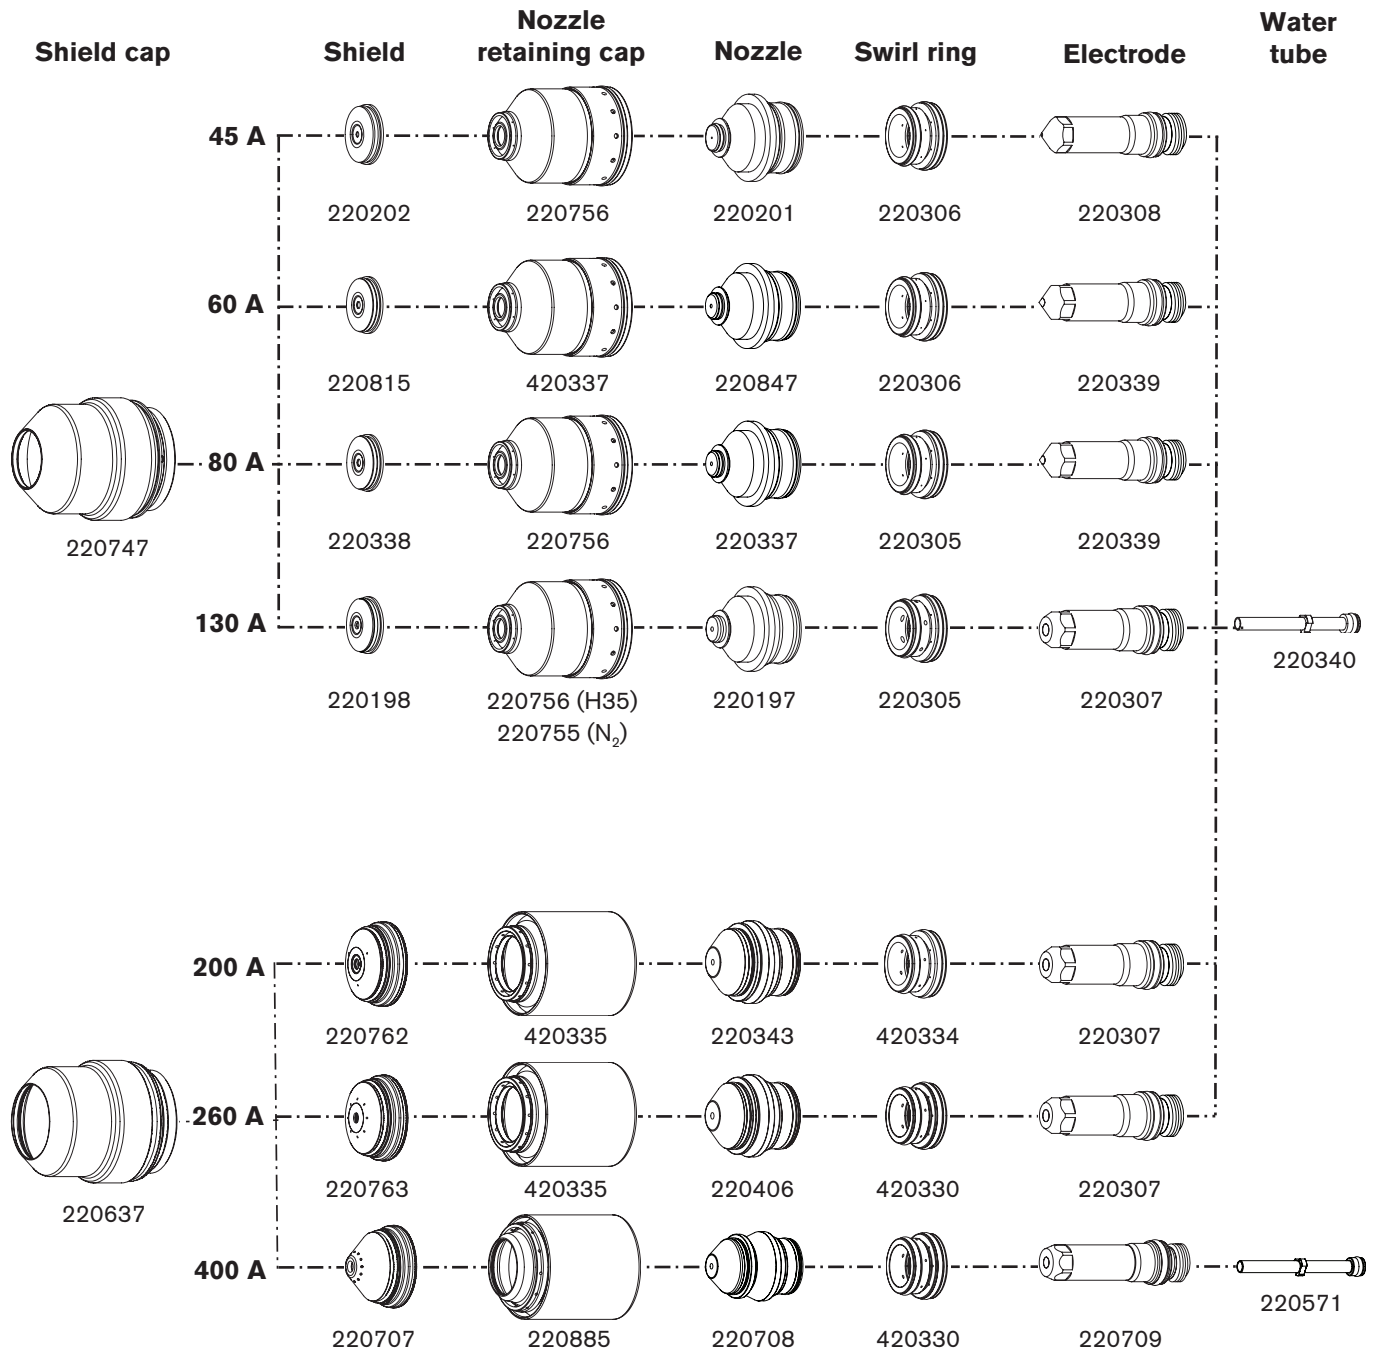 Shield cap
Shield
Nozzle
retaining cap
Nozzle
Swirl ring
Electrode
Water
tube
45 A
220202
220756
220201
220306
220308
60 A
220815
420337
220847
220306
220339
80 A
220747
220338
220756
220337
220305
220339
130 A
220198
220756 (H35)
220755 (N₂)
220197
220305
220307
220340
200 A
220762
420335
220343
420334
220307
260 A
220637
220763
420335
220406
420330
220307
400 A
220707
220885
220708
420330
220709
220571